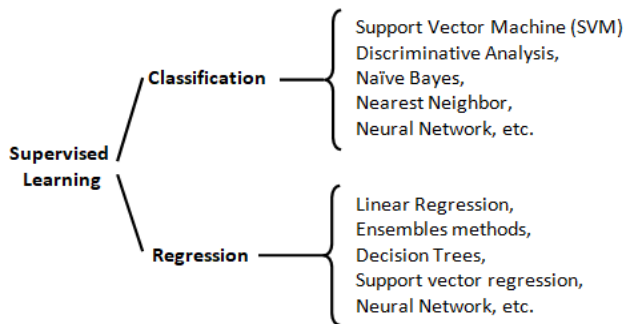 Supervised
Learning
Classification
Support Vector Machine (SVM)
Discriminative Analysis,
Naïve Bayes,
Nearest Neighbor,
Neural Network, etc.
Regression
Linear Regression,
Ensembles methods,
Decision Trees,
Support vector regression,
Neural Network, etc.